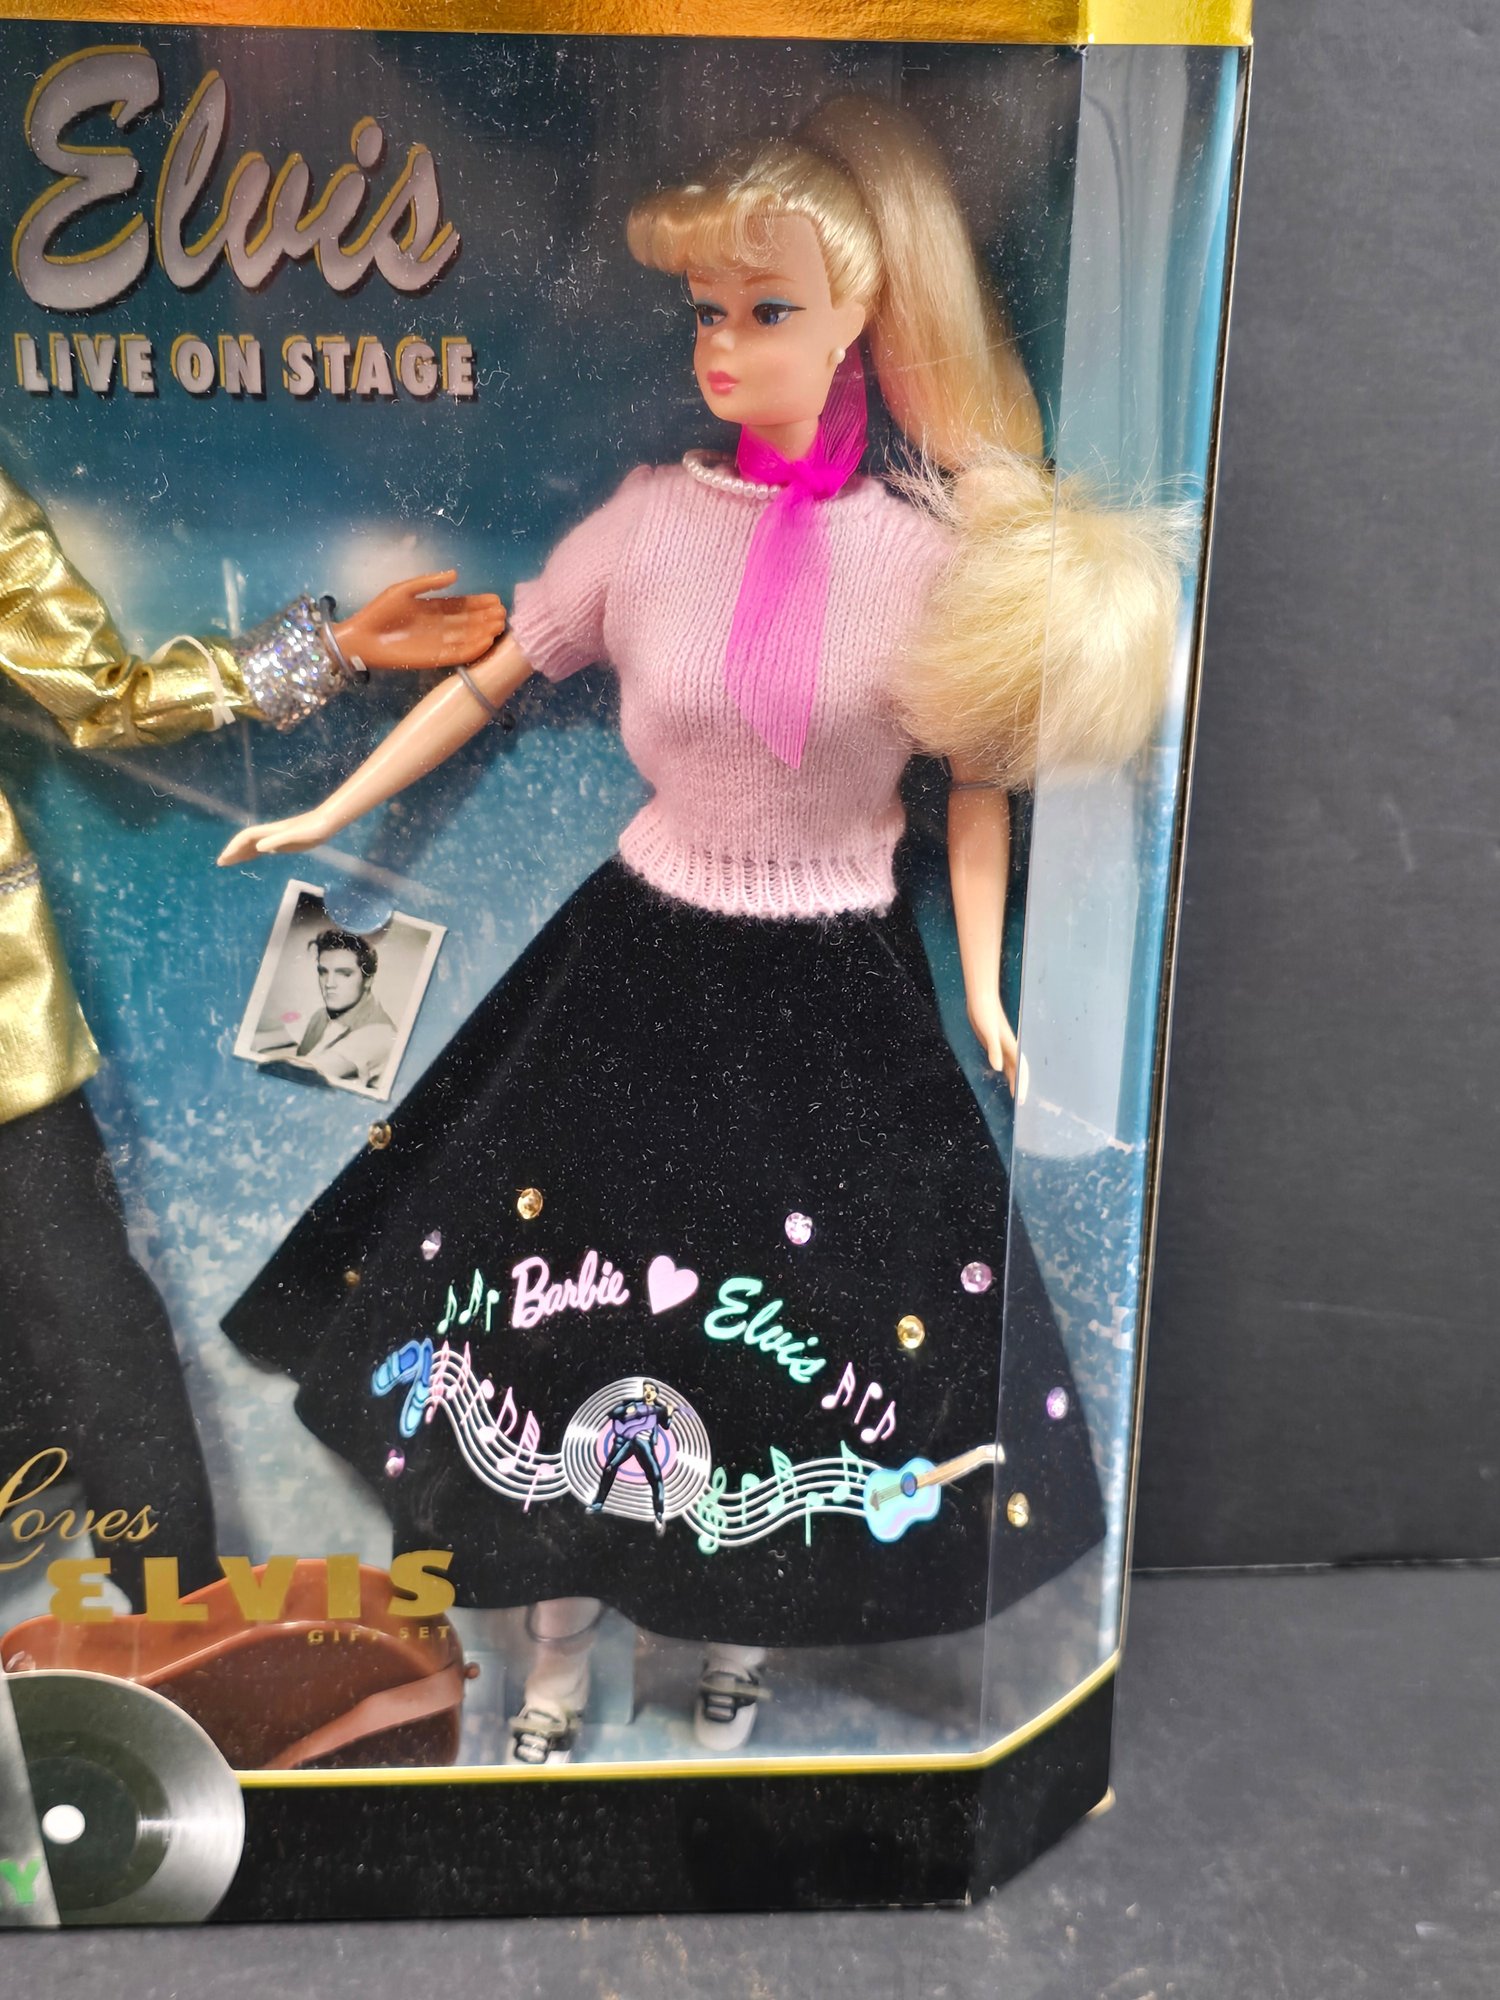 Elvis
LIVE ON STAGE
Barbie
Elvis
Loves
ELVIS
GIFT SET
Y